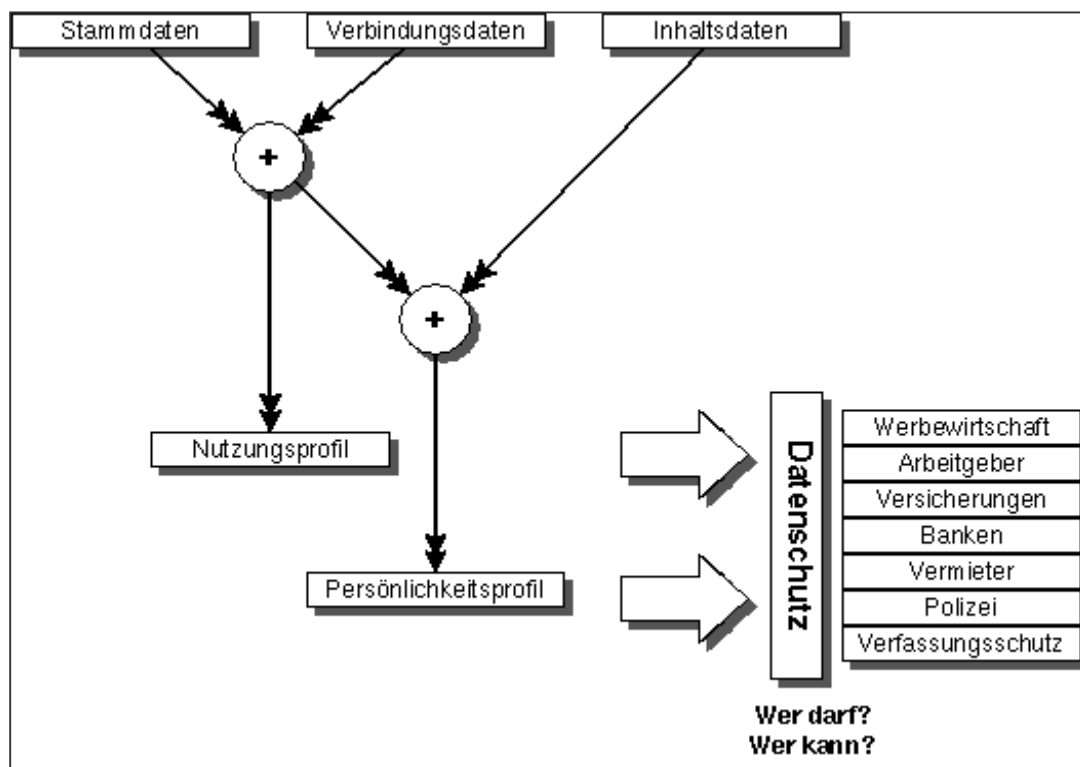 Stammdaten
Verbindungsdaten
Inhaltsdaten
+
+
Nutzungsprofil
Persönlichkeitsprofil
Datenschutz
Werbewirtschaft
Arbeitgeber
Versicherungen
Banken
Vermieter
Polizei
Verfassungsschutz
Wer darf?
Wer kann?